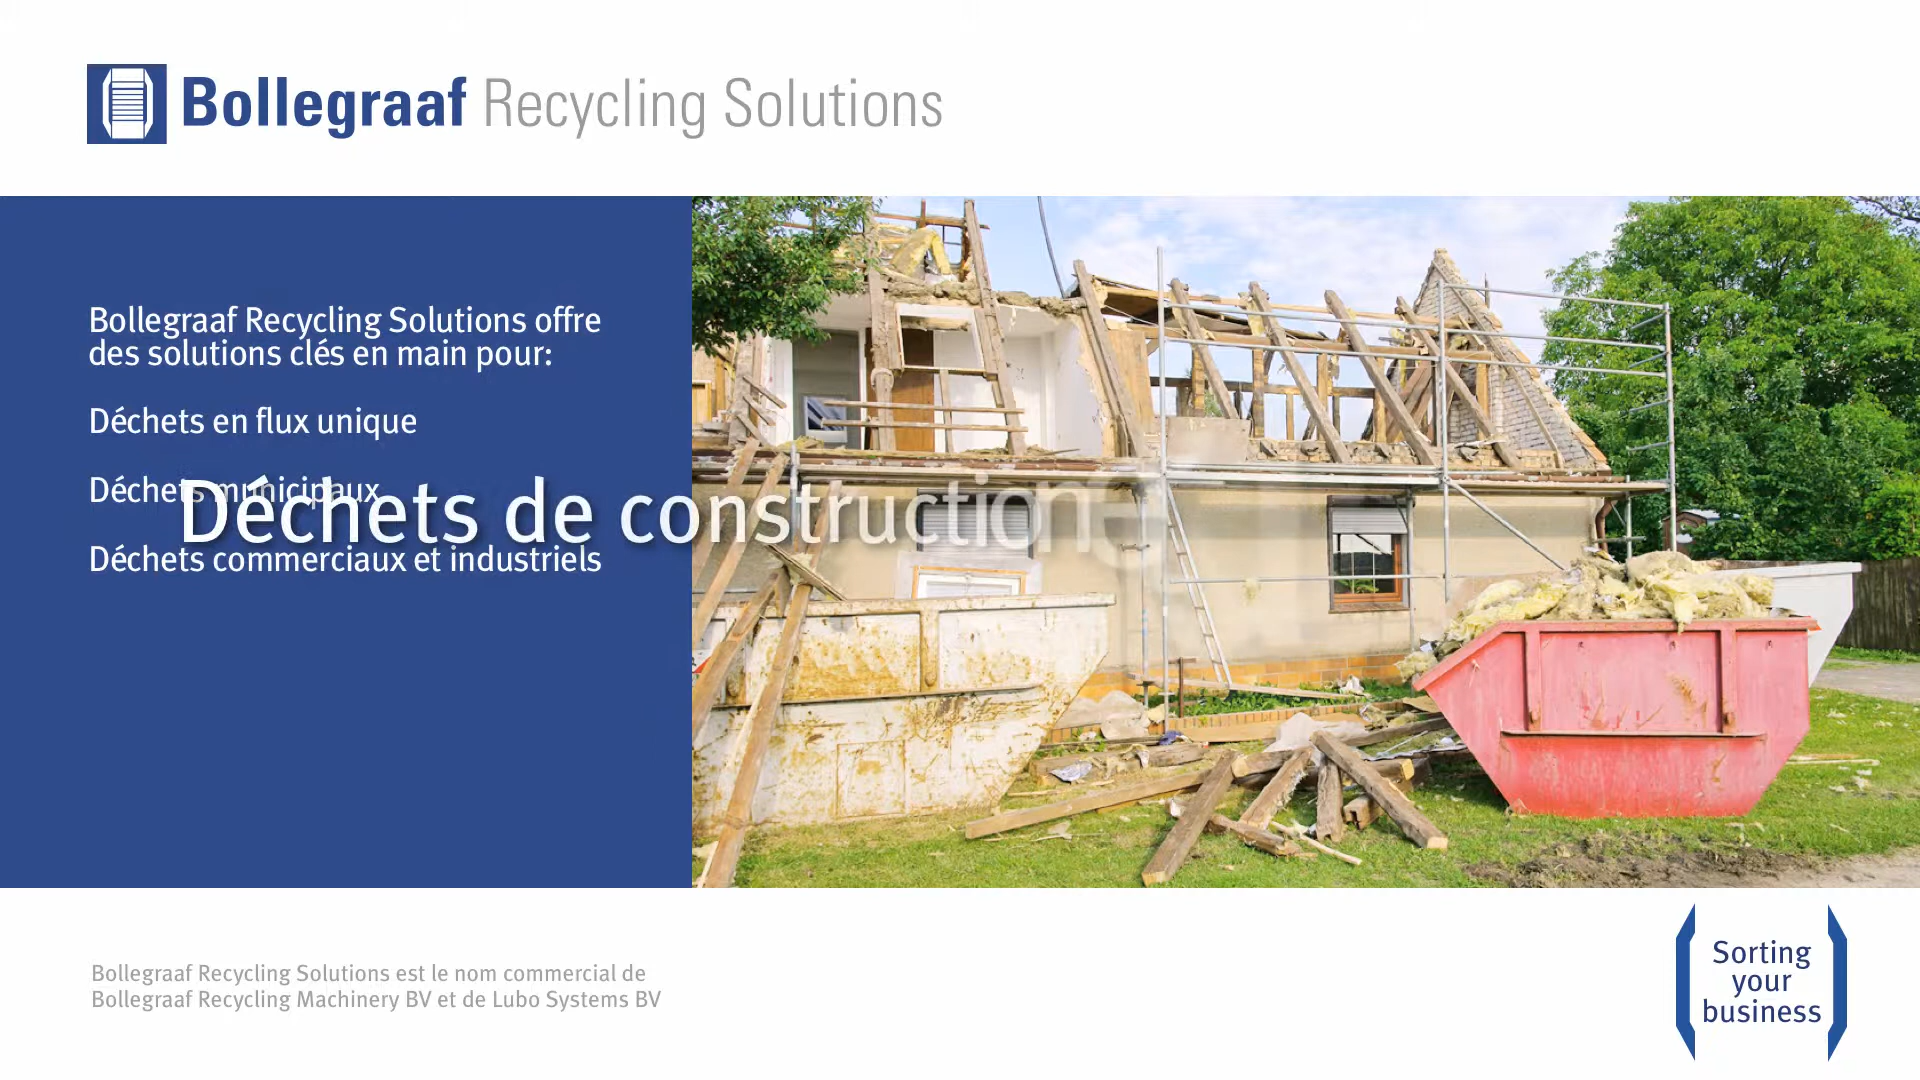 Bollegraaf Recycling Solutions
Bollegraaf Recycling Solutions offre
des solutions clés en main pour:
Déchets en flux unique
Déchets municipaux
Déchets de construction
Déchets commerciaux et industriels
Bollegraaf Recycling Solutions est le nom commercial de
Bollegraaf Recycling Machinery BV et de Lubo Systems BV
Sorting
your
business